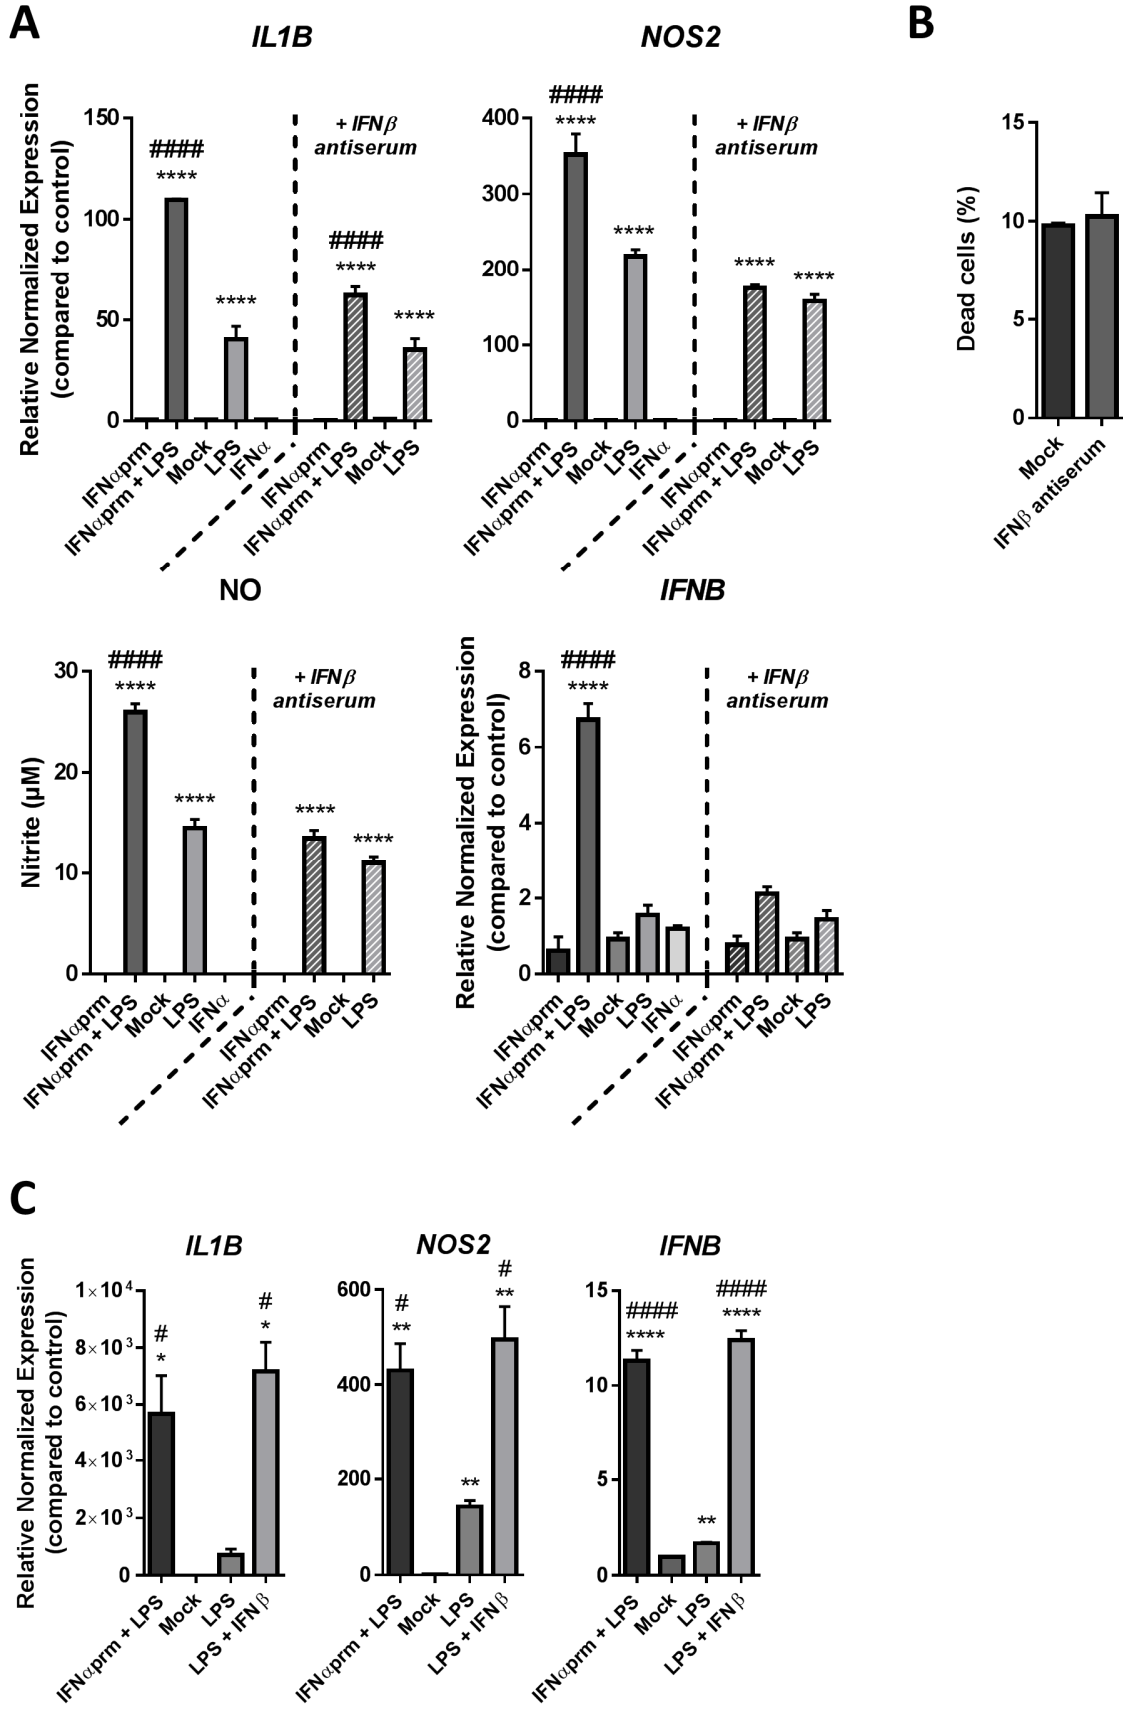 A
IL1B
NOS2
B
Relative Normalized Expression
(compared to control)
150
100
50
0
####
****
****
+ IFNβ
antiserum
####
****
****
IFNαprm
IFNαprm + LPS
Mock
LPS
IFNα
IFNαprm
IFNαprm + LPS
Mock
LPS
400
300
200
100
0
####
****
****
+ IFNβ
antiserum
****
****
IFNαprm
IFNαprm + LPS
Mock
LPS
IFNα
IFNαprm
IFNαprm + LPS
Mock
LPS
Dead cells (%)
15
10
5
0
Mock
IFNβ antiserum
NO
IFNB
Nitrite (µM)
30
20
10
0
####
****
****
+ IFNβ
antiserum
****
****
IFNαprm
IFNαprm + LPS
Mock
LPS
IFNα
IFNαprm
IFNαprm + LPS
Mock
LPS
Relative Normalized Expression
(compared to control)
8
6
4
2
0
####
****
+ IFNβ
antiserum
IFNαprm
IFNαprm + LPS
Mock
LPS
IFNα
IFNαprm
IFNαprm + LPS
Mock
LPS
C
IL1B
NOS2
IFNB
Relative Normalized Expression
(compared to control)
1×10⁴
8×10³
6×10³
4×10³
2×10³
0
#
*
#
*
IFNαprm + LPS
Mock
LPS
LPS + IFNβ
600
400
200
0
#
**
**
#
**
IFNαprm + LPS
Mock
LPS
LPS + IFNβ
15
10
5
0
####
****
**
####
****
IFNαprm + LPS
Mock
LPS
LPS + IFNβ